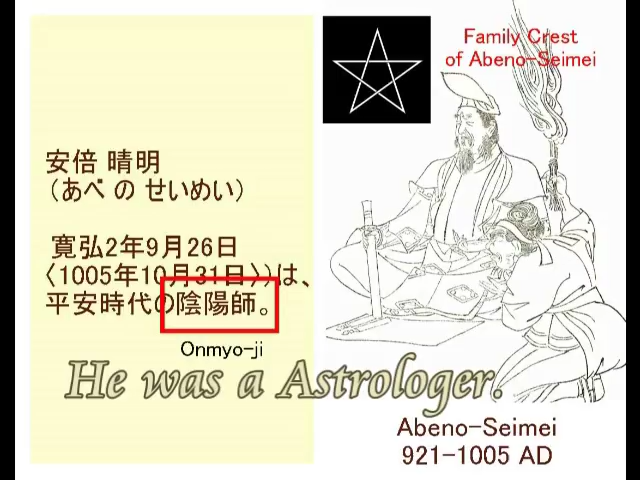 安倍 晴明
（あべ の せいめい）
寛弘2年9月26日
〈1005年10月31日〉）は、
平安時代の陰陽師。
Onmyo-ji
He was a Astrologer.
Family Crest
of Abeno-Seimei
Abeno-Seimei
921-1005 AD